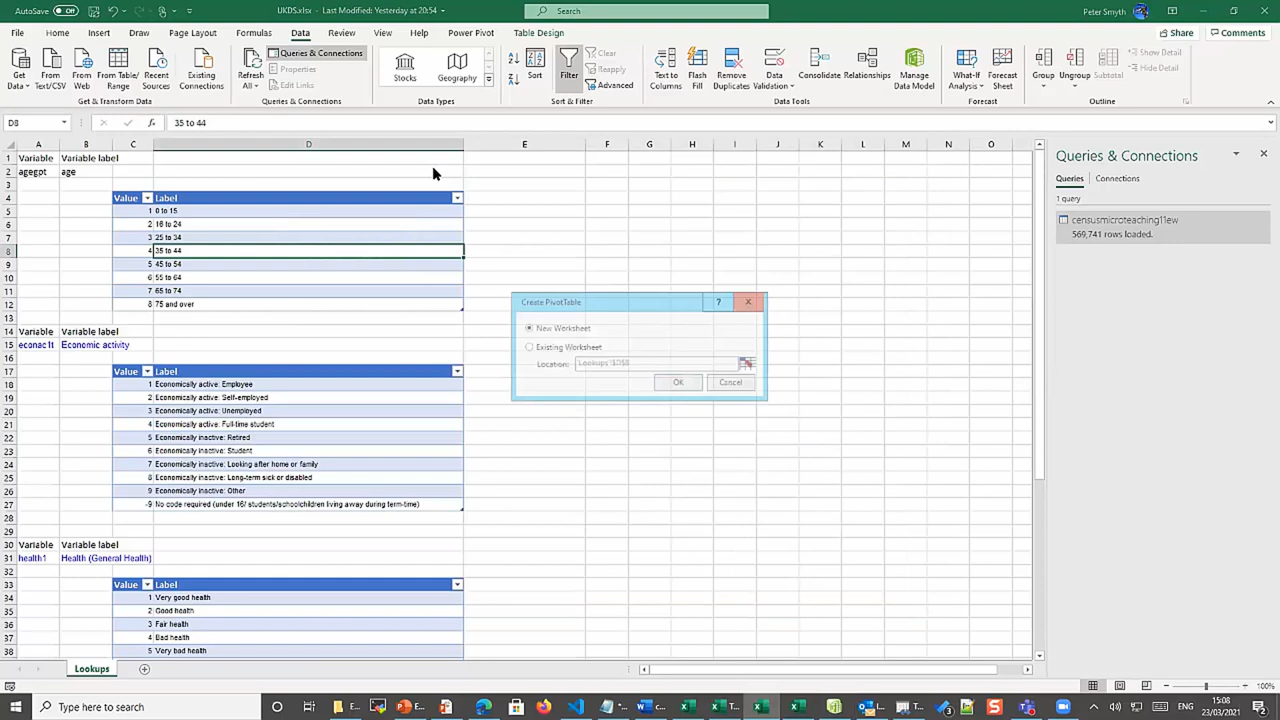 AutoSave Off UKDS.xlsx - Last Modified: Yesterday at 20:54 Search Peter Smyth
File Home Insert Draw Page Layout Formulas Data Review View Help Power Pivot Table Design Share Comments
Get Data From Text/CSV From Web From Table/ Range Recent Sources Existing Connections
Get & Transform Data
Refresh All Queries & Connections Properties Edit Links
Queries & Connections
Stocks Geography
Data Types
Sort Filter Clear Reapply Advanced
Sort & Filter
Text to Columns Flash Fill Remove Duplicates Data Validation Consolidate Relationships Manage Data Model
Data Tools
What-If Analysis Forecast Sheet
Forecast
Group Ungroup Subtotal Show Detail Hide Detail
Outline
D8 fx 35 to 44
A B C D E F G H I J K L M N O
1 Variable Variable label
2 agegpt age
3
4 Value Label
5 1 0 to 15
6 2 16 to 24
7 3 25 to 34
8 4 35 to 44
9 5 45 to 54
10 6 55 to 64
11 7 65 to 74
12 8 75 and over
13
14 Variable Variable label
15 econac1t Economic activity
16
17 Value Label
18 1 Economically active: Employee
19 2 Economically active: Self-employed
20 3 Economically active: Unemployed
21 4 Economically active: Full-time student
22 5 Economically inactive: Retired
23 6 Economically inactive: Student
24 7 Economically inactive: Looking after home or family
25 8 Economically inactive: Long-term sick or disabled
26 9 Economically inactive: Other
27 -9 No code required (under 16/ students/schoolchildren living away during term-time)
28
29
30 Variable Variable label
31 health1 Health (General Health)
32
33 Value Label
34 1 Very good health
35 2 Good health
36 3 Fair health
37 4 Bad health
38 5 Very bad health
Create PivotTable ?
New Worksheet
Existing Worksheet
Location: Lookups!$D$8
OK Cancel
Queries & Connections
Queries Connections
1 query
censusmicroteaching11ew
569,741 rows loaded.
Lookups
100%
Type here to search
ENG 15:08
23/03/2021